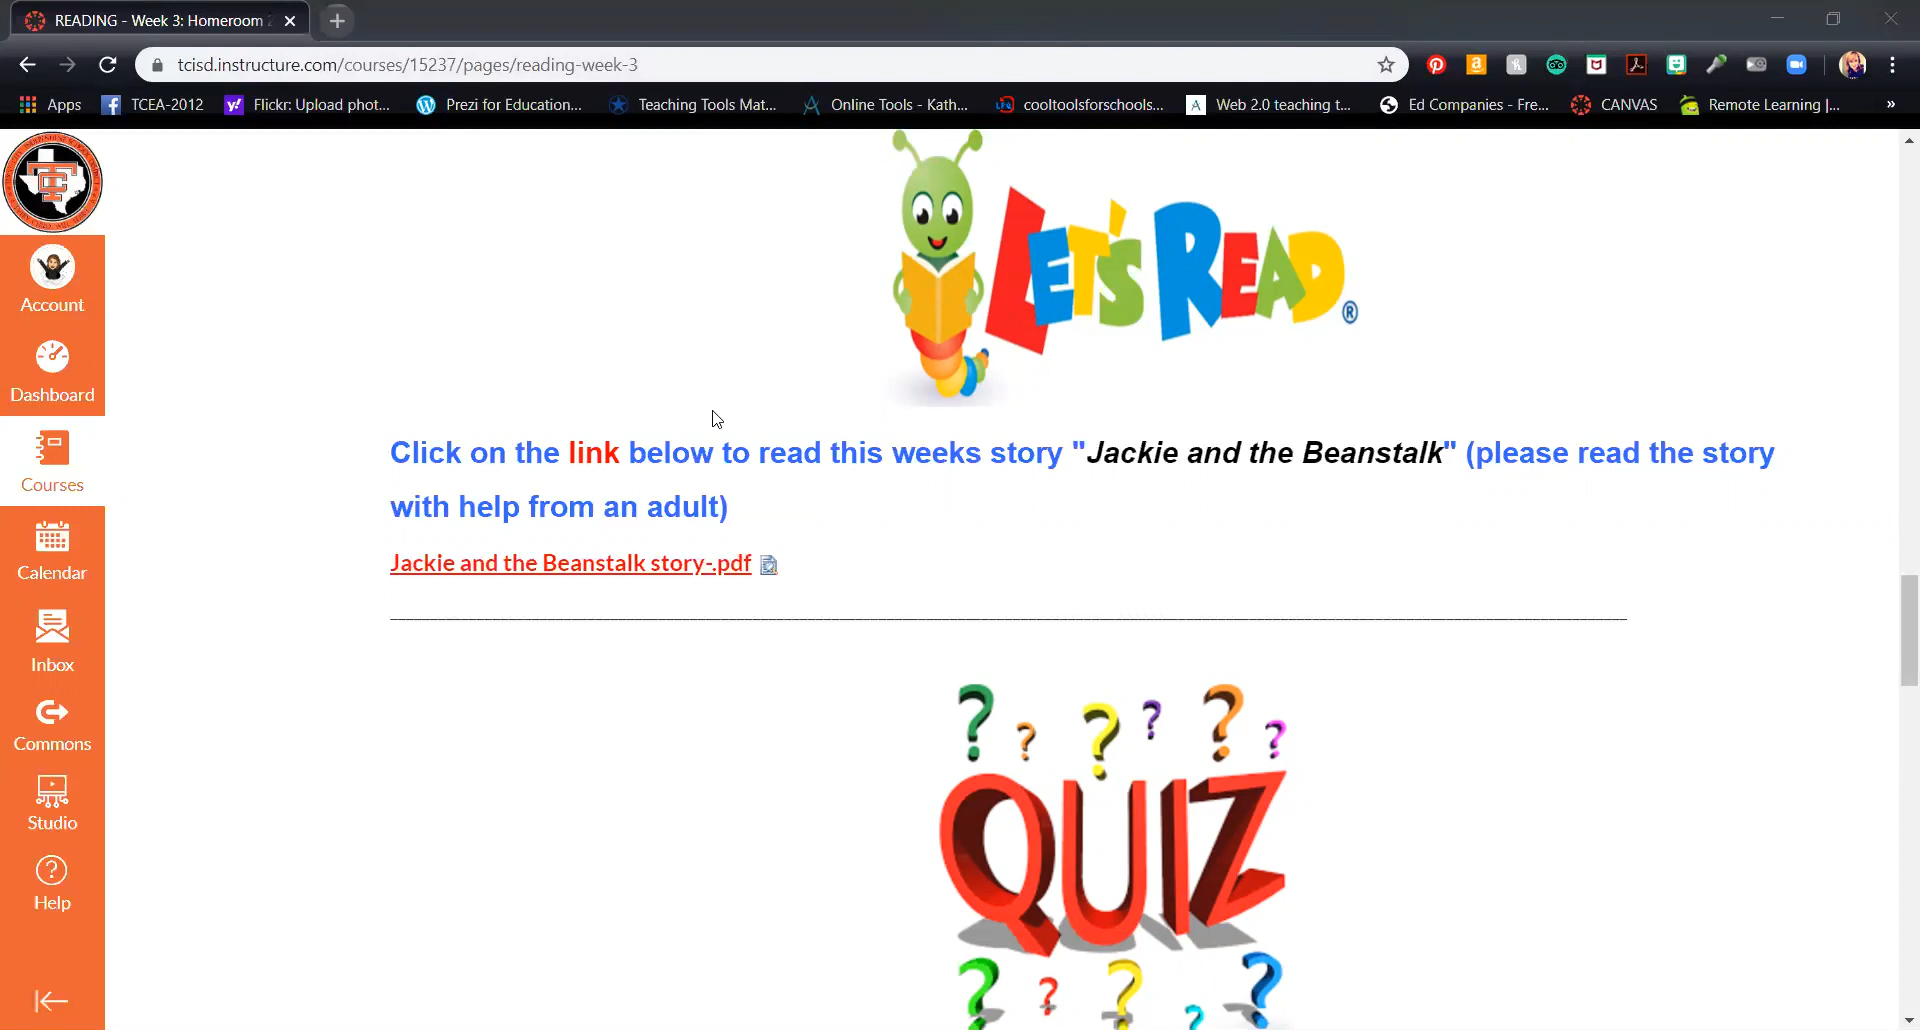 READING - Week 3: Homeroom
tcisd.instructure.com/courses/15237/pages/reading-week-3
Apps TCEA-2012 Flickr: Upload phot... Prezi for Education... Teaching Tools Mat... Online Tools - Kath... cooltoolsforschools... Web 2.0 teaching t... Ed Companies - Fre... CANVAS Remote Learning |... »
Account
Dashboard
Courses
Calendar
Inbox
Commons
Studio
Help
LET'S READ®
Click on the link below to read this weeks story "Jackie and the Beanstalk" (please read the story
with help from an adult)
Jackie and the Beanstalk story-.pdf
? ? ? ? ? ?
QUIZ
? ? ? ? ?